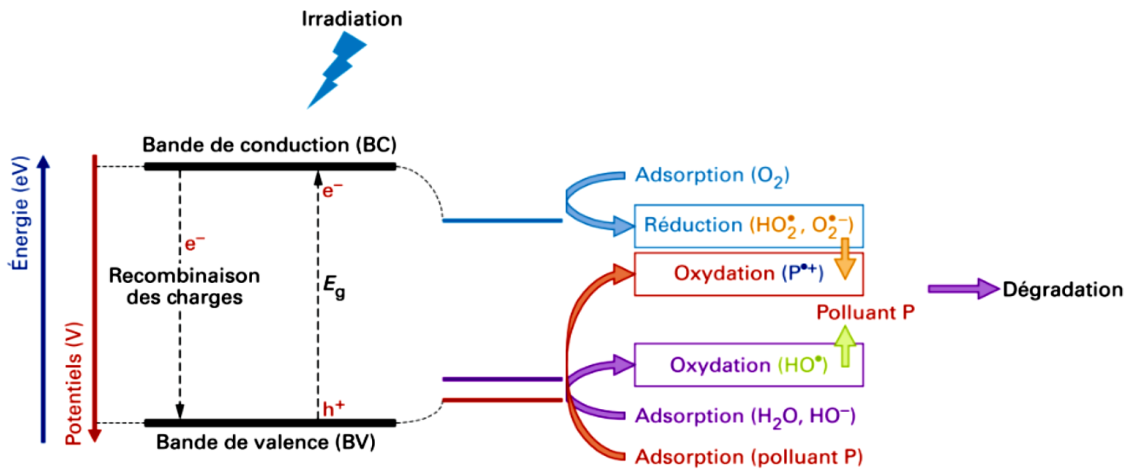 Irradiation
Bande de conduction (BC)
Énergie (eV)
Potentiels (V)
e⁻
e⁻
Recombinaison
des charges
E_g
h⁺
Bande de valence (BV)
Adsorption (O₂)
Réduction (HO₂•, O₂•⁻)
Oxydation (P•⁺)
Dégradation
Polluant P
Oxydation (HO•)
Adsorption (H₂O, HO⁻)
Adsorption (polluant P)